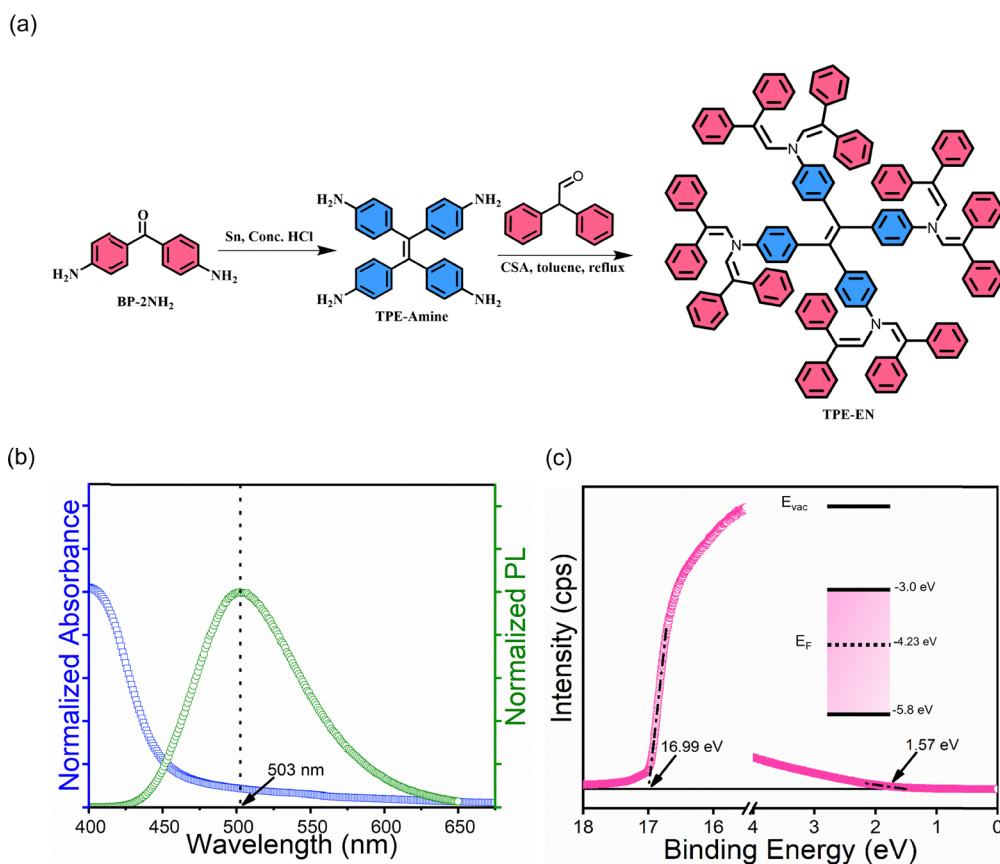 (a)
O
H₂N
NH₂
BP-2NH₂
Sn, Conc. HCl
H₂N
NH₂
H₂N
NH₂
TPE-Amine
O
CSA, toluene, reflux
N
N
N
N
TPE-EN
(b)
Normalized Absorbance
Normalized PL
503 nm
400 450 500 550 600 650
Wavelength (nm)
(c)
Intensity (cps)
Evac
-3.0 eV
EF
-4.23 eV
-5.8 eV
16.99 eV
1.57 eV
18 17 16 4 3 2 1 0
Binding Energy (eV)